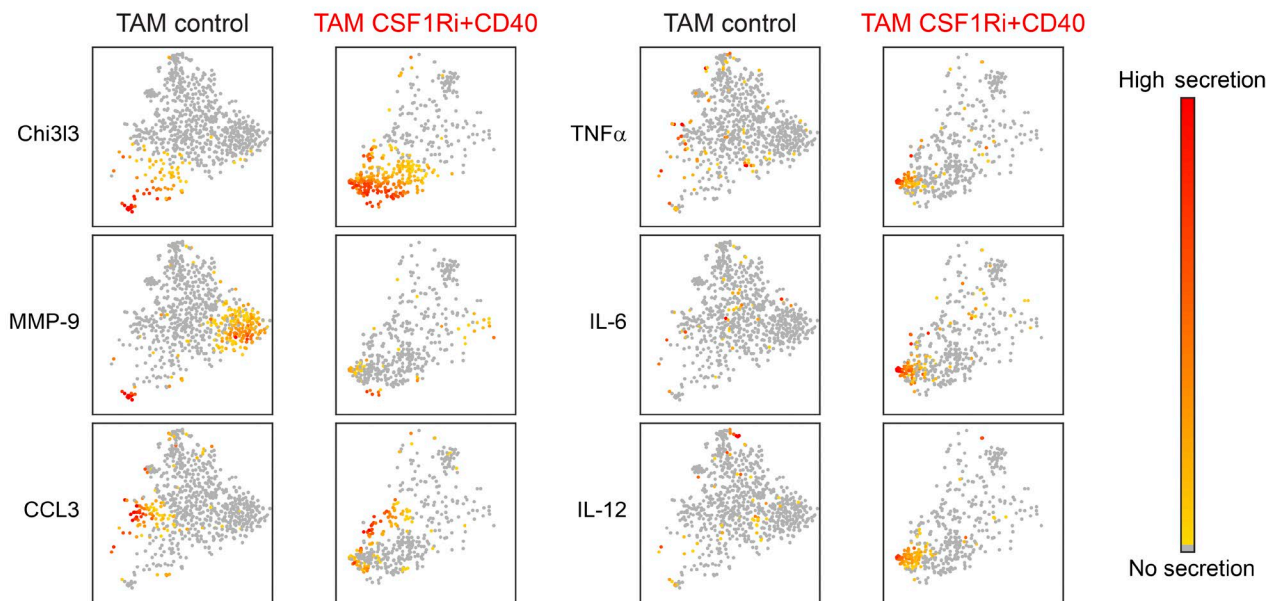 TAM control TAM CSF1Ri+CD40 TAM control TAM CSF1Ri+CD40
High secretion
Chi3l3 TNFα
MMP-9 IL-6
CCL3 IL-12
No secretion